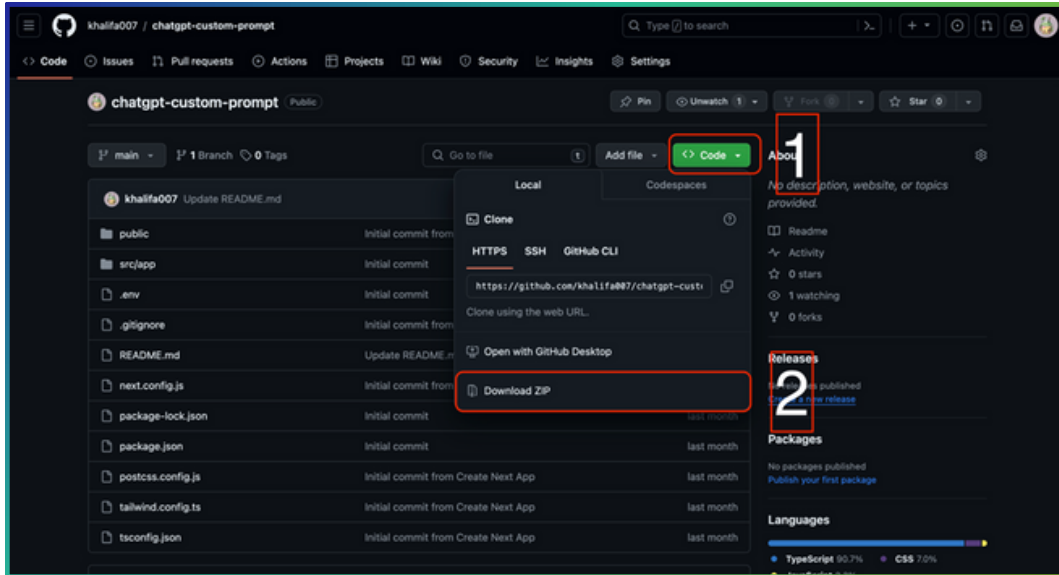 khalifa007 / chatgpt-custom-prompt
Type / to search
Code Issues Pull requests Actions Projects Wiki Security Insights Settings
chatgpt-custom-prompt Public
Pin Unwatch 1 Fork 0 Star 0
main 1 Branch 0 Tags
Go to file t Add file Code
1
About
No description, website, or topics
provided.
Readme
Activity
0 stars
1 watching
0 forks
Releases
2
No releases published
Create a new release
Packages
No packages published
Publish your first package
Languages
TypeScript 90.7% CSS 7.0%
Local Codespaces
Clone
HTTPS SSH GitHub CLI
https://github.com/khalifa007/chatgpt-cust
Clone using the web URL.
Open with GitHub Desktop
Download ZIP
khalifa007 Update README.md
public Initial commit from
src/app Initial commit
.env Initial commit
.gitignore Initial commit from
README.md Update README.m
next.config.js Initial commit from
package-lock.json Initial commit last month
package.json Initial commit last month
postcss.config.js Initial commit from Create Next App last month
tailwind.config.ts Initial commit from Create Next App last month
tsconfig.json Initial commit from Create Next App last month